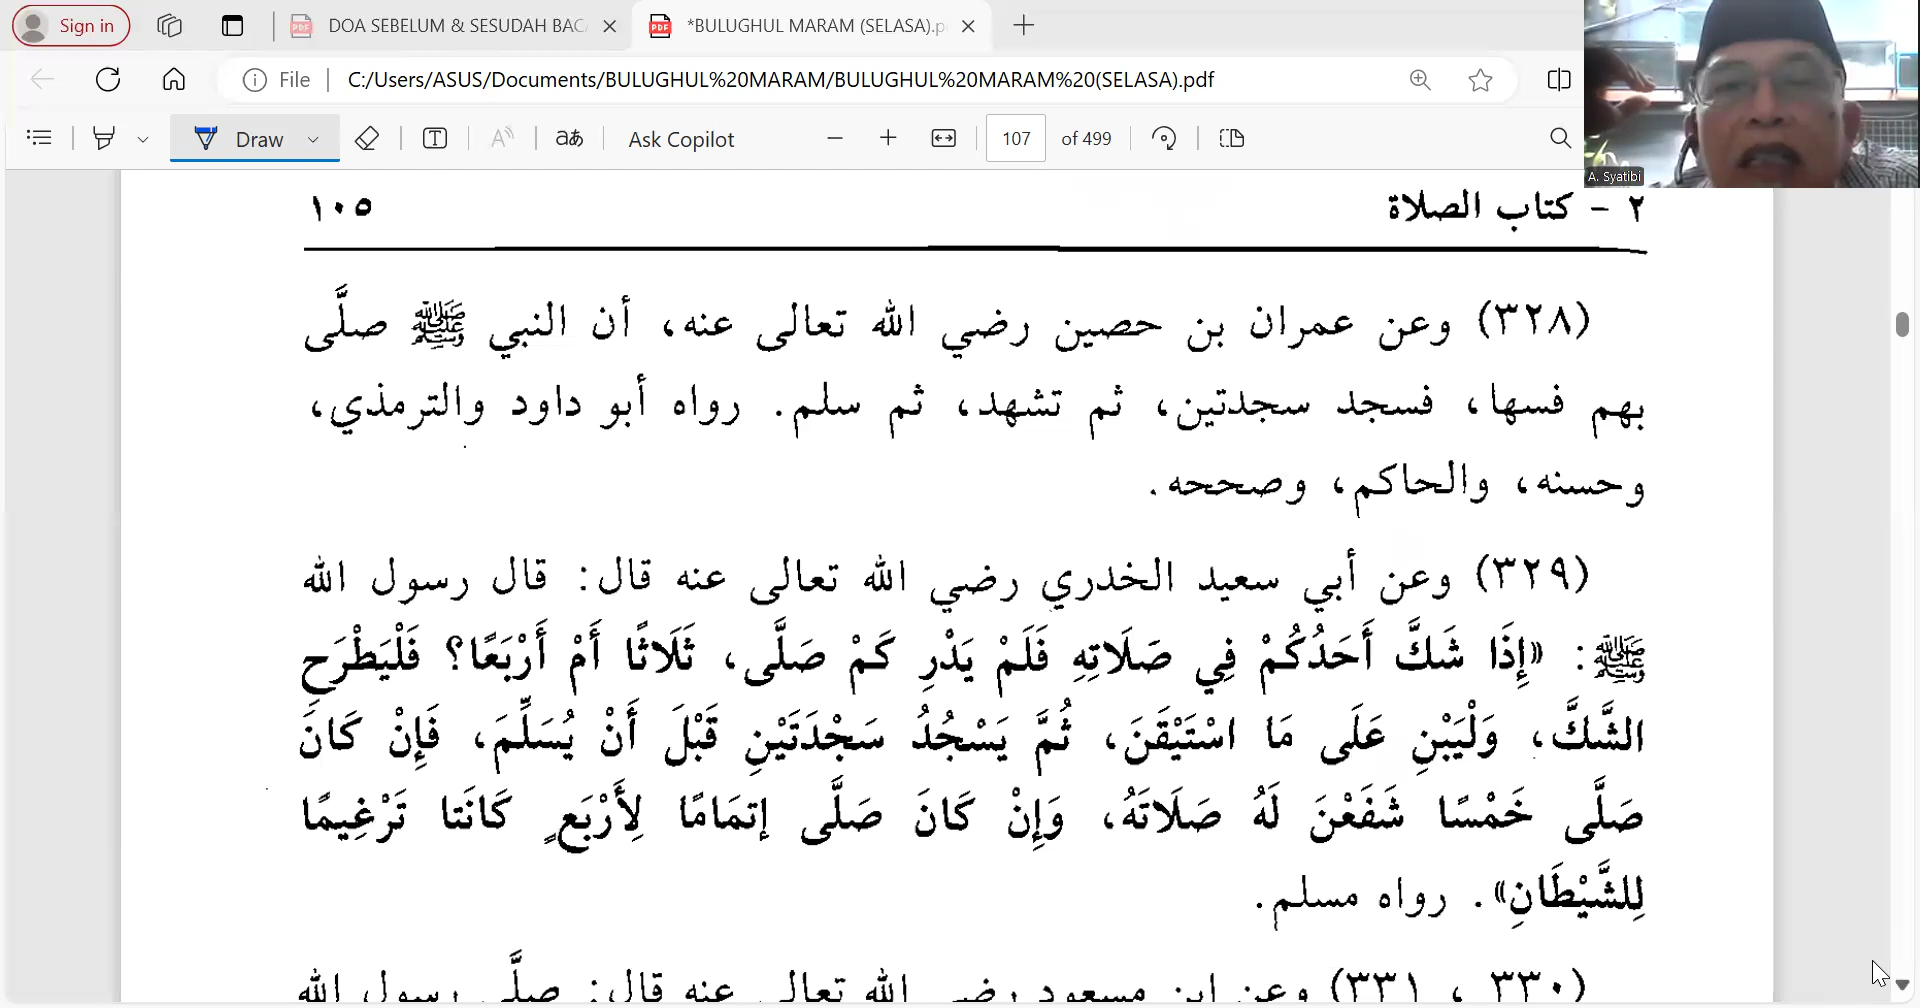 Sign in
DOA SEBELUM & SESUDAH BACA
*BULUGHUL MARAM (SELASA).p
File
C:/Users/ASUS/Documents/BULUGHUL%20MARAM/BULUGHUL%20MARAM%20(SELASA).pdf
Draw
Ask Copilot
107 of 499
A. Syatibi
٢ - كتاب الصلاة ١٠٥
(٣٢٨) وعن عمران بن حصين رضي الله تعالى عنه، أن النبي ﷺ صلَّى
بهم فسها، فسجد سجدتين، ثم تشهد، ثم سلم. رواه أبو داود والترمذي،
وحسنه، والحاكم، وصححه.
(٣٢٩) وعن أبي سعيد الخدري رضي الله تعالى عنه قال: قال رسول الله
ﷺ: «إِذَا شَكَّ أَحَدُكُمْ فِي صَلَاتِهِ فَلَمْ يَدْرِ كَمْ صَلَّى، ثَلَاثًا أَمْ أَرْبَعًا؟ فَلْيَطْرَحِ
الشَّكَّ، وَلْيَبْنِ عَلَى مَا اسْتَيْقَنَ، ثُمَّ يَسْجُدُ سَجْدَتَيْنِ قَبْلَ أَنْ يُسَلِّمَ، فَإِنْ كَانَ
صَلَّى خَمْسًا شَفَعْنَ لَهُ صَلَاتَهُ، وَإِنْ كَانَ صَلَّى إتمَامًا لِأَرْبَعٍ كَانَتا تَرْغِيمًا
لِلشَّيْطَانِ». رواه مسلم.
(٣٣٠ ، ٣٣١) وعن ابن مسعود رضي الله تعالى عنه قال: صلَّى رسول الله